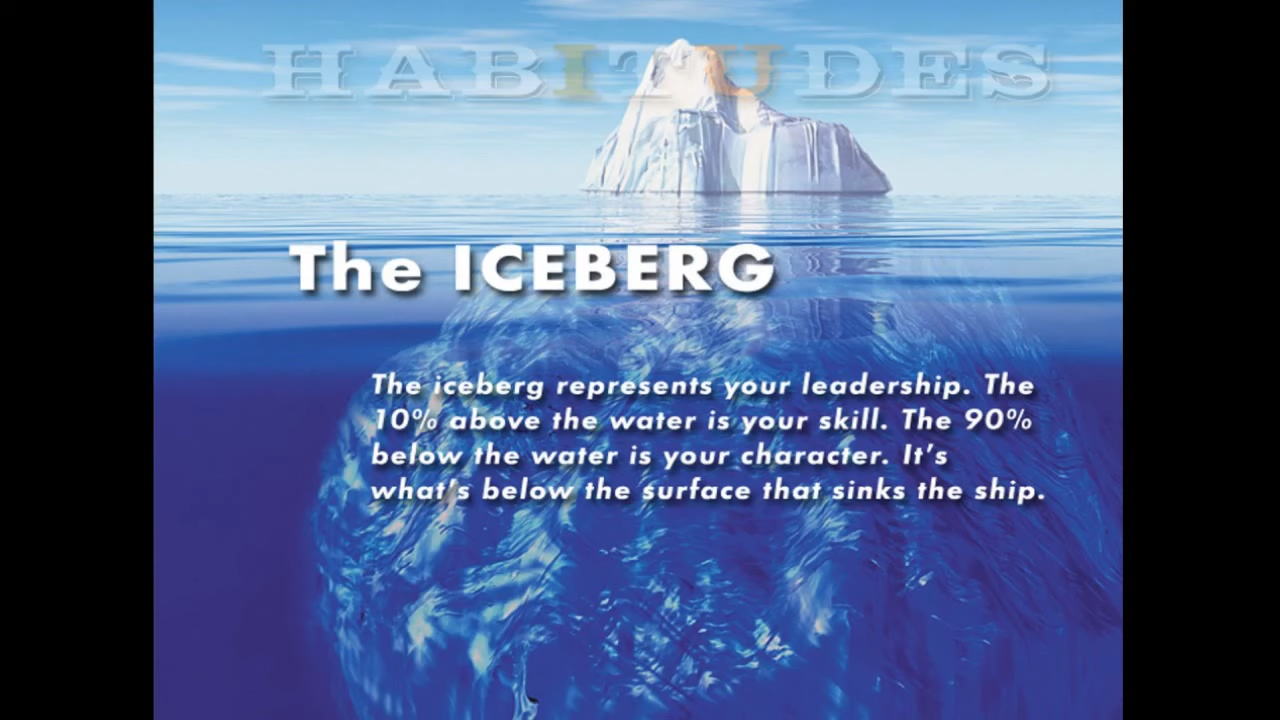 HABITUDES
The ICEBERG
The iceberg represents your leadership. The
10% above the water is your skill. The 90%
below the water is your character. It's
what's below the surface that sinks the ship.